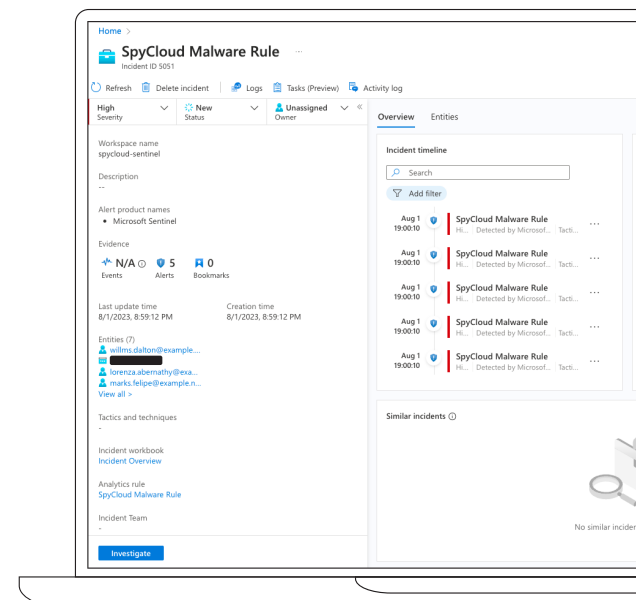 Home >
SpyCloud Malware Rule ...
Incident ID 5051
Refresh Delete incident Logs Tasks (Preview) Activity log
High
Severity
New
Status
Unassigned
Owner
Workspace name
spycloud-sentinel
Description
--
Alert product names
• Microsoft Sentinel
Evidence
N/A
Events
5
Alerts
0
Bookmarks
Last update time
8/1/2023, 8:59:12 PM
Creation time
8/1/2023, 8:59:12 PM
Entities (7)
willms.dalton@example...
lorenza.abernathy@exa...
marks.felipe@example.n...
View all >
Tactics and techniques
-
Incident workbook
Incident Overview
Analytics rule
SpyCloud Malware Rule
Incident Team
-
Investigate
Overview Entities
Incident timeline
Search
Add filter
Aug 1
19:00:10
SpyCloud Malware Rule
Hi... Detected by Microsof... Tacti...
Aug 1
19:00:10
SpyCloud Malware Rule
Hi... Detected by Microsof... Tacti...
Aug 1
19:00:10
SpyCloud Malware Rule
Hi... Detected by Microsof... Tacti...
Aug 1
19:00:10
SpyCloud Malware Rule
Hi... Detected by Microsof... Tacti...
Aug 1
19:00:10
SpyCloud Malware Rule
Hi... Detected by Microsof... Tacti...
Similar incidents
No similar inciden